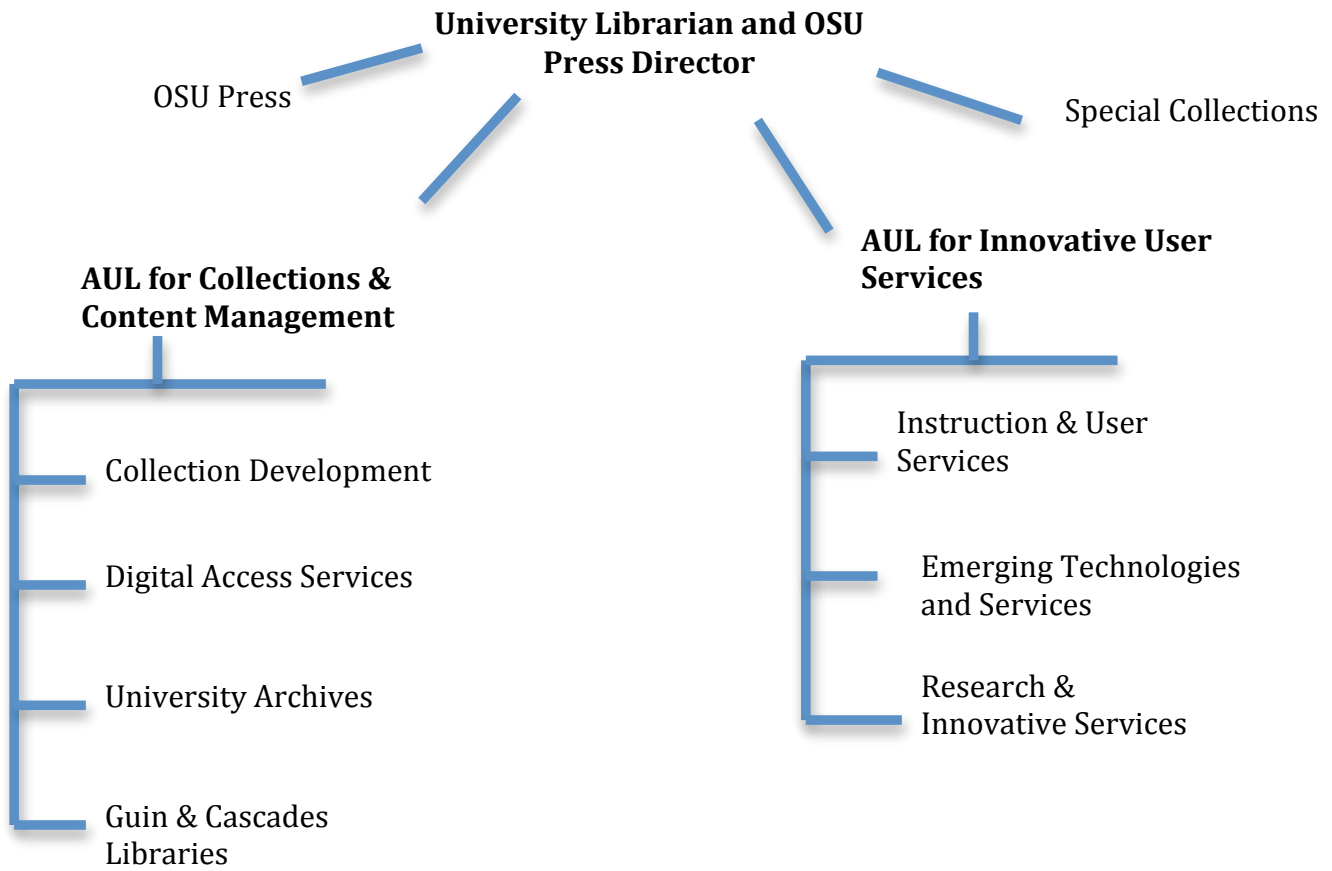 University Librarian and OSU
Press Director
OSU Press
Special Collections
AUL for Collections &
Content Management
Collection Development
Digital Access Services
University Archives
Guin & Cascades
Libraries
AUL for Innovative User
Services
Instruction & User
Services
Emerging Technologies
and Services
Research &
Innovative Services